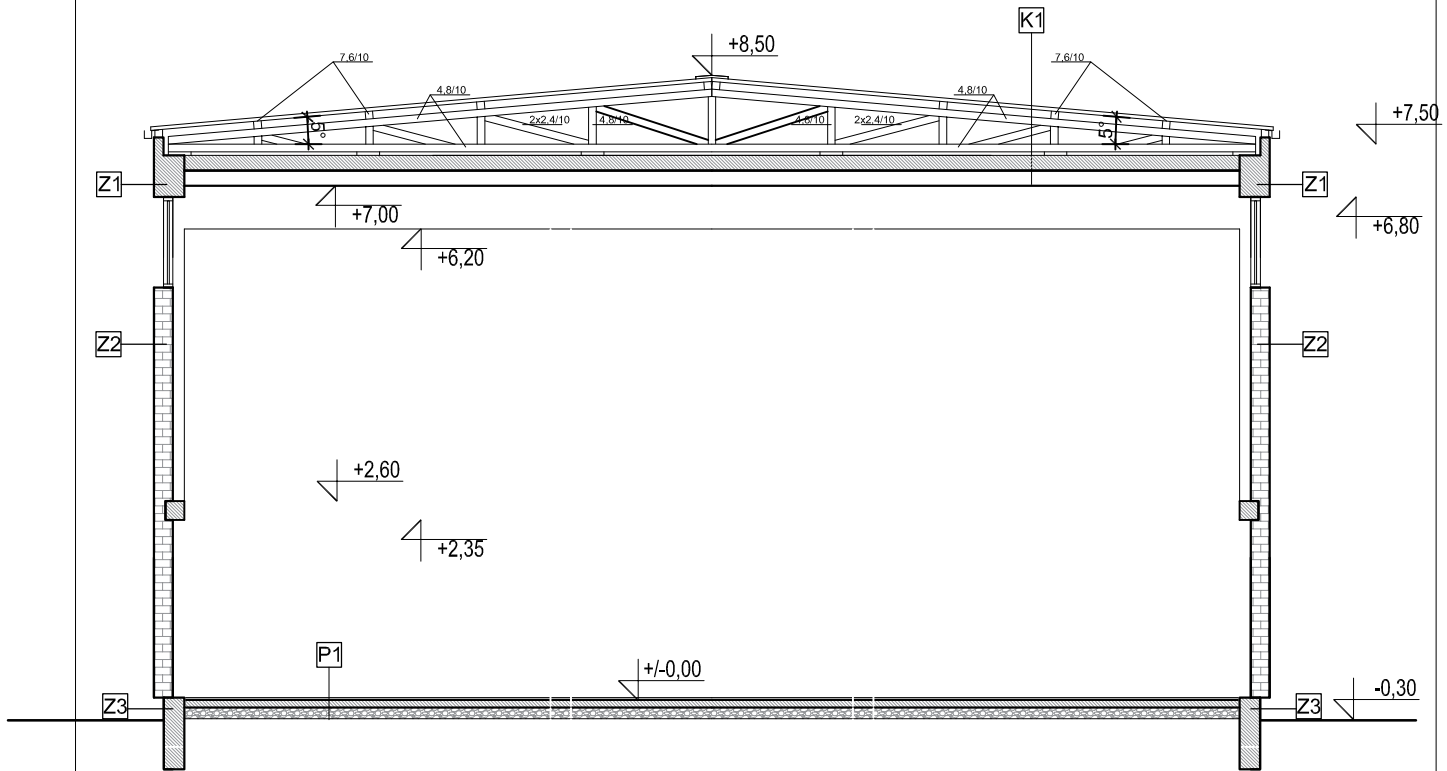 K1
+8,50
7,6/10
7,6/10
4,8/10
4,8/10
+7,50
5°
2x2,4/10
4,8/10
4,8/10
2x2,4/10
5°
Z1
Z1
+7,00
+6,80
+6,20
Z2
Z2
+2,60
+2,35
P1
+/-0,00
-0,30
Z3
Z3